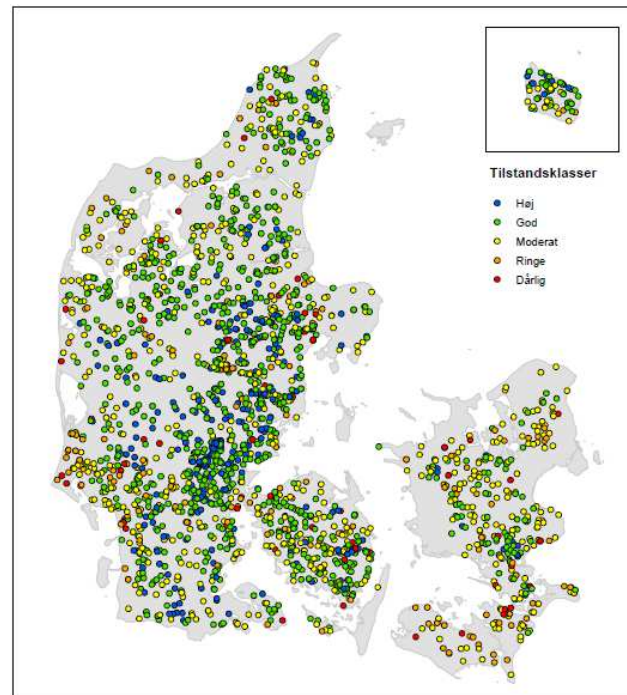 Tilstandsklasser
Høj
God
Moderat
Ringe
Dårlig